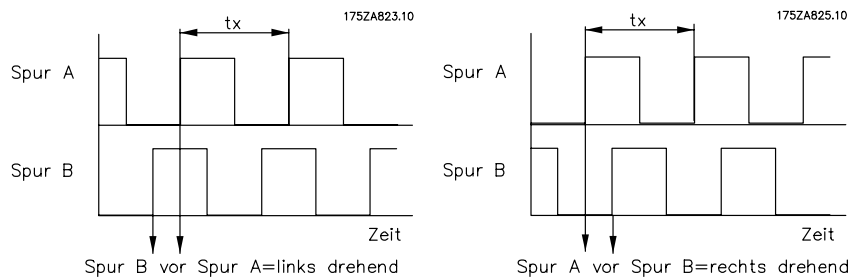 tx
175ZA823.10
Spur A
Spur B
Zeit
Spur B vor Spur A=links drehend
tx
175ZA825.10
Spur A
Spur B
Zeit
Spur A vor Spur B=rechts drehend